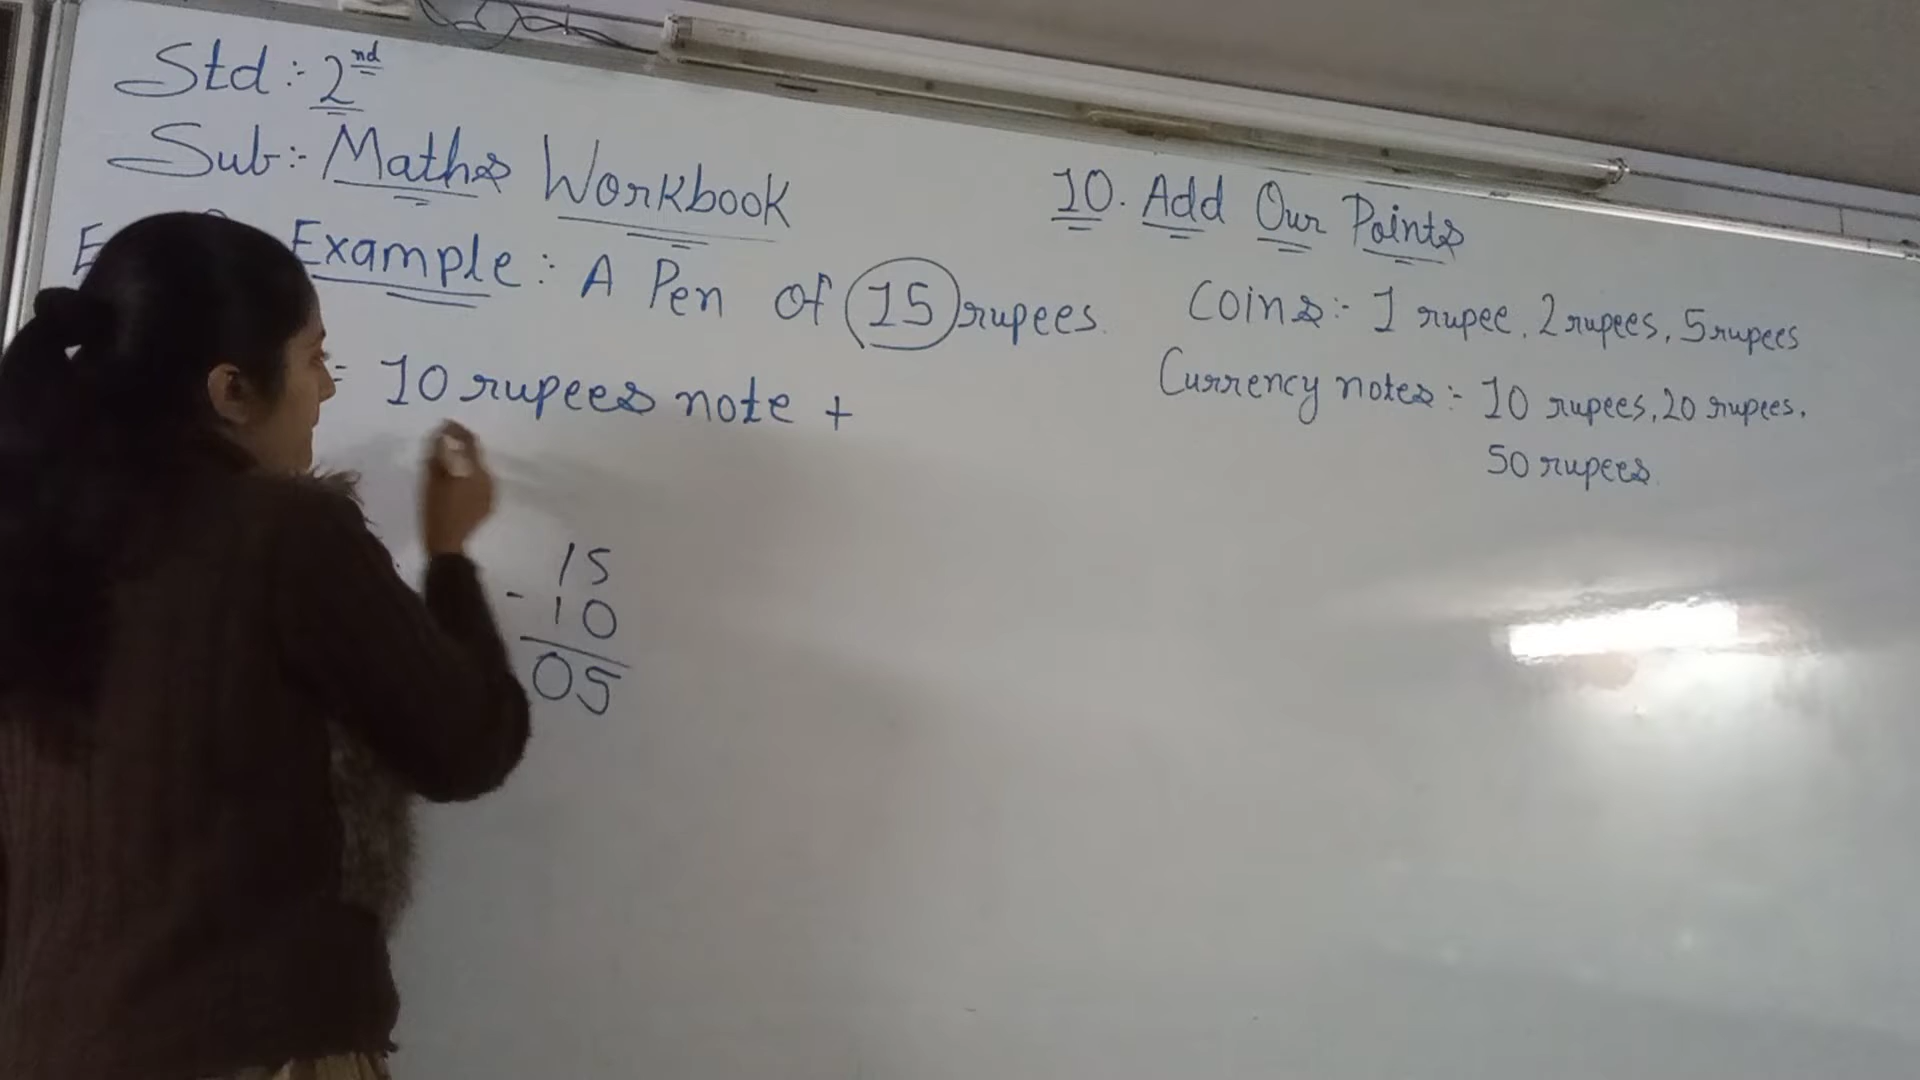 Std :- 2nd
Sub :- Maths Workbook
10. Add Our Points
Example :- A Pen of 15 rupees.
= 10 rupees note +
Coins :- 1 rupee, 2 rupees, 5 rupees
Currency notes :- 10 rupees, 20 rupees,
50 rupees.
15
- 10
05